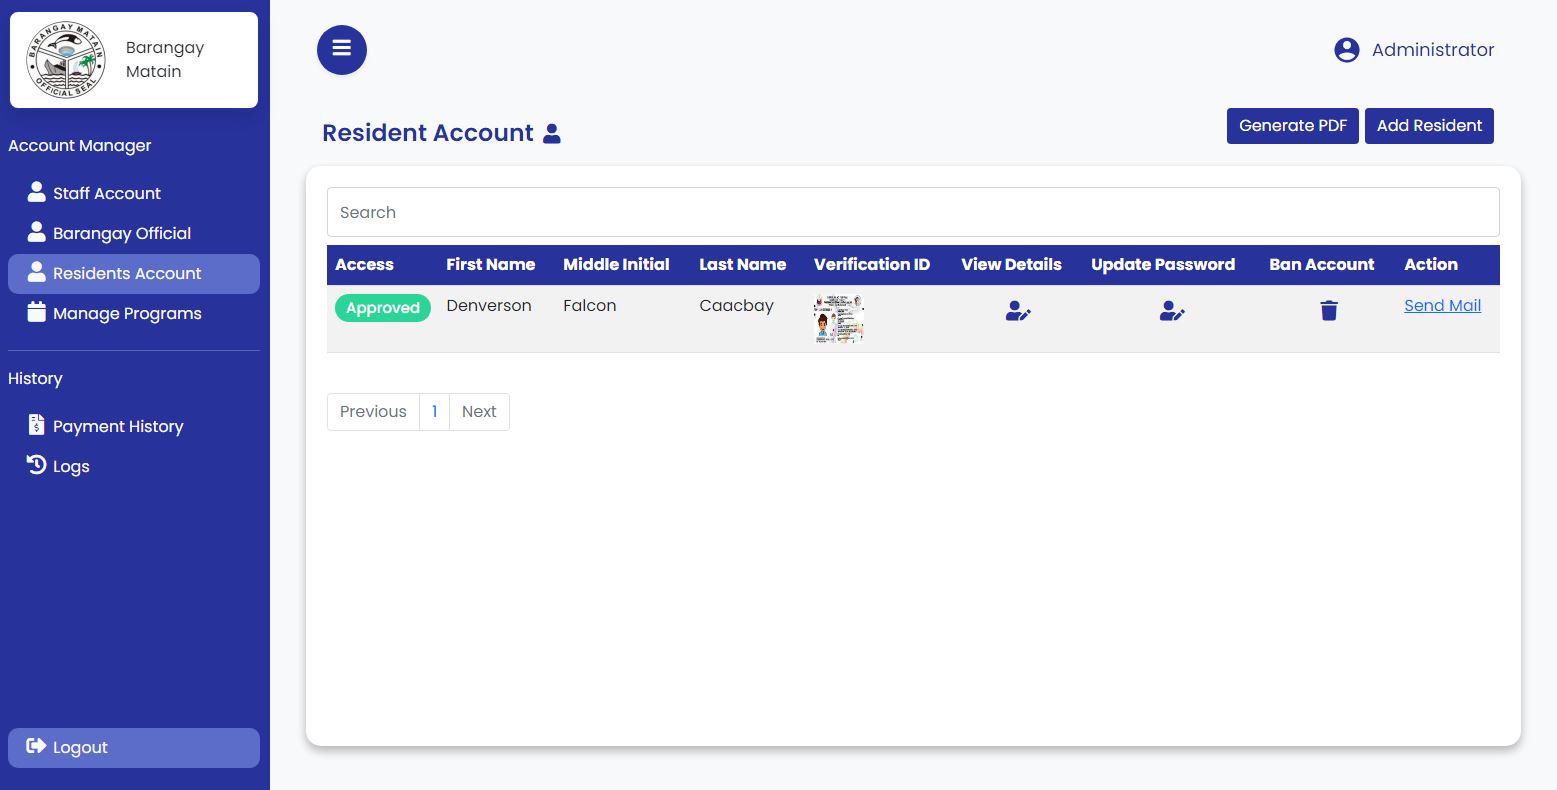 BARANGAY MATAIN
OFFICIAL SEAL
Barangay
Matain
Administrator
Account Manager
Staff Account
Barangay Official
Residents Account
Manage Programs
History
Payment History
Logs
Logout
Resident Account
Generate PDF
Add Resident
Search
Access First Name Middle Initial Last Name Verification ID View Details Update Password Ban Account Action
Approved Denverson Falcon Caacbay Send Mail
Previous 1 Next